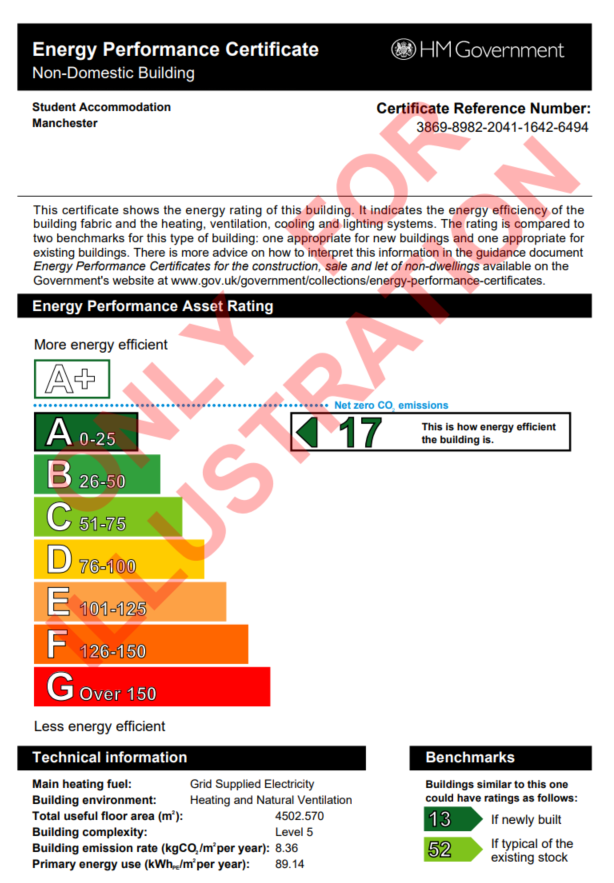 Energy Performance Certificate
HM Government
Non-Domestic Building
Student Accommodation
Manchester
Certificate Reference Number:
3869-8982-2041-1642-6494
This certificate shows the energy rating of this building. It indicates the energy efficiency of the
building fabric and the heating, ventilation, cooling and lighting systems. The rating is compared to
two benchmarks for this type of building: one appropriate for new buildings and one appropriate for
existing buildings. There is more advice on how to interpret this information in the guidance document
Energy Performance Certificates for the construction, sale and let of non-dwellings available on the
Government's website at www.gov.uk/government/collections/energy-performance-certificates.
Energy Performance Asset Rating
More energy efficient
A+
Net zero CO₂ emissions
A 0-25
17
This is how energy efficient
the building is.
B 26-50
C 51-75
D 76-100
E 101-125
F 126-150
G Over 150
Less energy efficient
ONLY FOR
ILLUSTRATION
Technical information
Main heating fuel: Grid Supplied Electricity
Building environment: Heating and Natural Ventilation
Total useful floor area (m²): 4502.570
Building complexity: Level 5
Building emission rate (kgCO₂/m²per year): 8.36
Primary energy use (kWhPE/m²per year): 89.14
Benchmarks
Buildings similar to this one
could have ratings as follows:
13 If newly built
52 If typical of the
existing stock